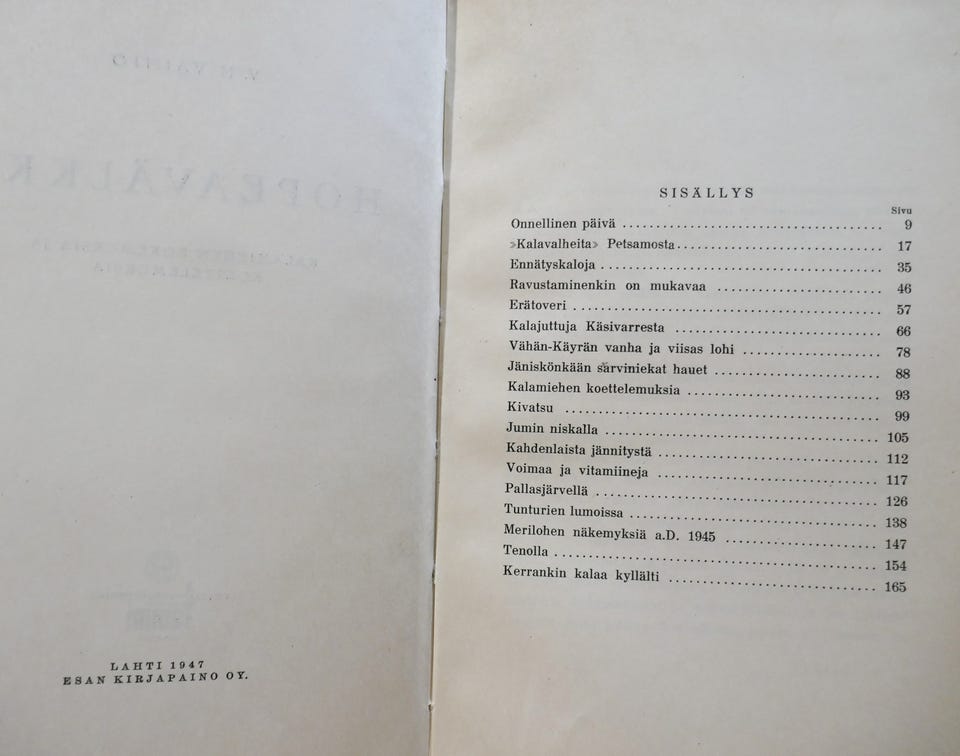 LAHTI 1947
ESAN KIRJAPAINO OY.
SISÄLLYS
Sivu
Onnellinen päivä 9
»Kalavalheita» Petsamosta 17
Ennätyskaloja 35
Ravustaminenkin on mukavaa 46
Erätoveri 57
Kalajuttuja Käsivarresta 66
Vähän-Käyrän vanha ja viisas lohi 78
Jäniskönkään sarviniekat hauet 88
Kalamiehen koettelemuksia 93
Kivatsu 99
Jumin niskalla 105
Kahdenlaista jännitystä 112
Voimaa ja vitamiineja 117
Pallasjärvellä 126
Tunturien lumoissa 138
Merilohen näkemyksiä a.D. 1945 147
Tenolla 154
Kerrankin kalaa kyllälti 165